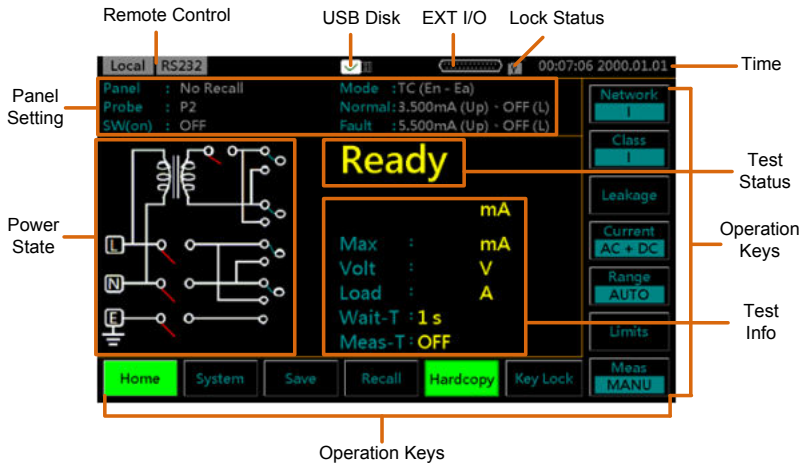 Remote Control
USB Disk
EXT I/O
Lock Status
Local RS232
00:07:06 2000.01.01
Time
Panel Setting
Panel : No Recall
Probe : P2
SW(on) : OFF
Mode : TC (En - Ea)
Normal : 3.500mA (Up) - OFF (L)
Fault : 5.500mA (Up) - OFF (L)
Network
I
Class
I
Leakage
Current
AC + DC
Range
AUTO
Limits
Meas
MANU
Ready
Test Status
Power State
L
N
E
mA
Max : mA
Volt : V
Load : A
Wait-T : 1 s
Meas-T : OFF
Operation Keys
Test Info
Home
System
Save
Recall
Hardcopy
Key Lock
Operation Keys